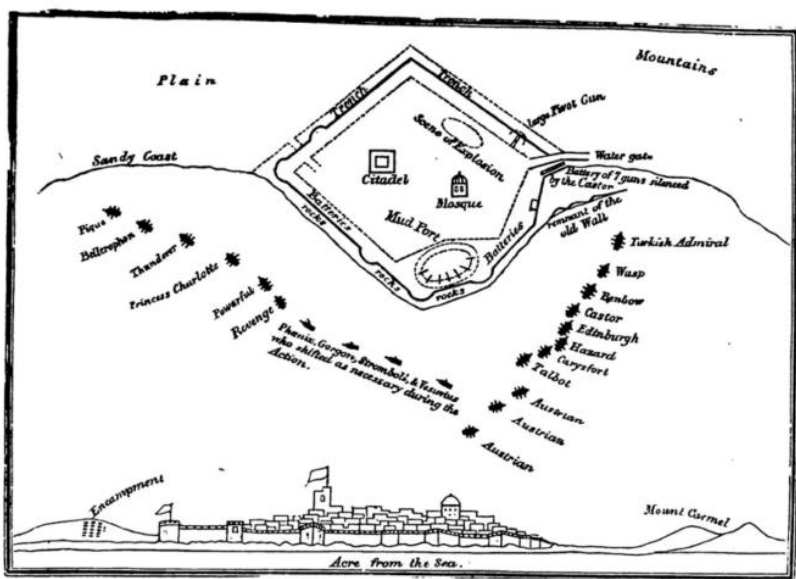 Plain
Mountains
Trench
Trench
Large Pivot Gun
Scene of Explosion
Water gate
Sandy Coast
Battery of 7 guns silenced
by the Castor
Citadel
Mosque
remnant of the
old Wall
Batteries
rocks
Mud Port
Batteries
rocks
rocks
Pique
Bellerophon
Thunderer
Princess Charlotte
Powerful
Revenge
Phœnix, Gorgon, Stromboli, & Vesuvius
who shifted as necessary during the
Action.
Turkish Admiral
Wasp
Benbow
Castor
Edinburgh
Hazard
Carysfort
Talbot
Austrian
Austrian
Austrian
Encampment
Mount Carmel
Acre from the Sea.